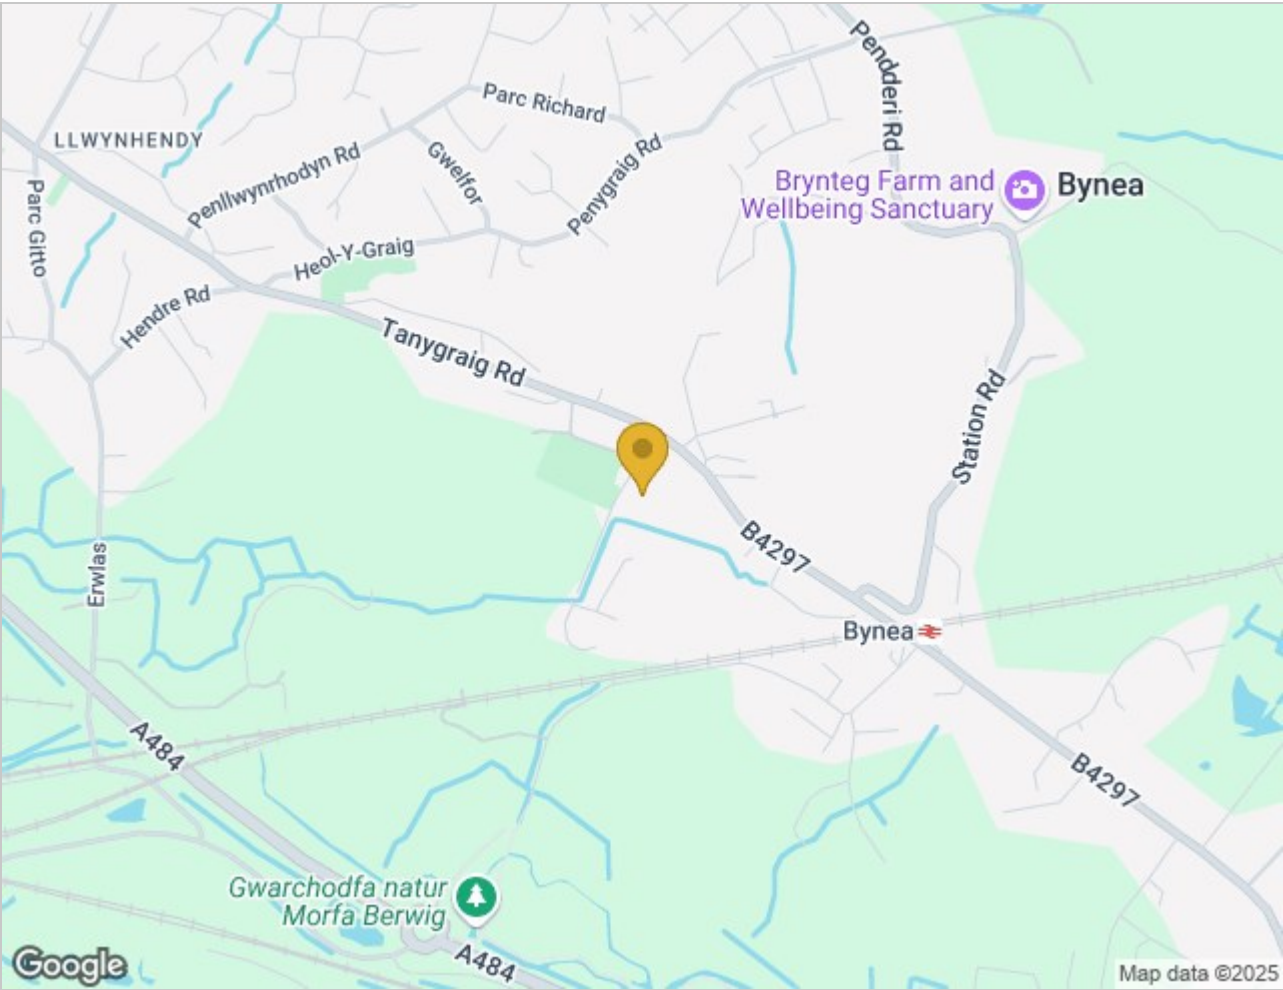 Pendderi Rd
Parc Richard
LLWYNHENDY
Penllwynrhodyn Rd
Gwelfor
Penygraig Rd
Brynteg Farm and
Wellbeing Sanctuary
Bynea
Parc Gitto
Heol-Y-Graig
Hendre Rd
Tanygraig Rd
Station Rd
B4297
Erwlas
Bynea
A484
B4297
Gwarchodfa natur
Morfa Berwig
A484
Google
Map data ©2025